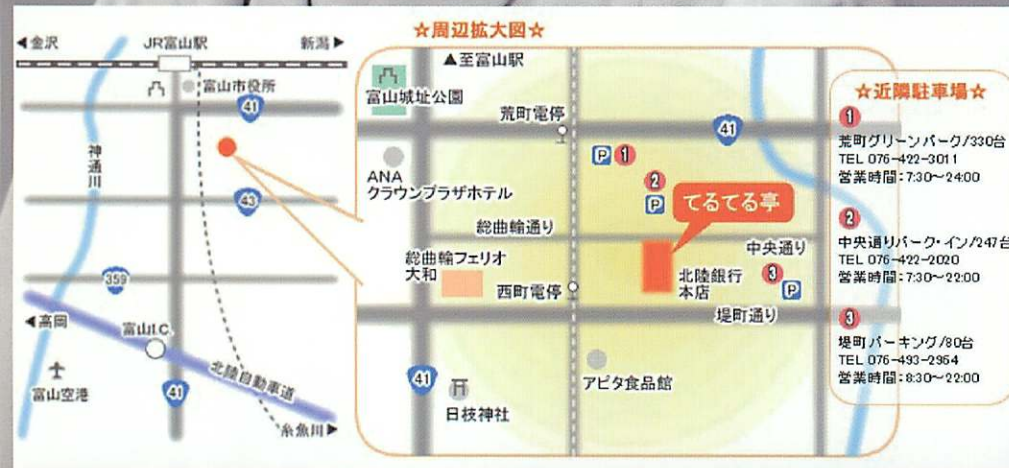 ◀金沢
JR富山駅
新潟▶
富山市役所
41
神通川
43
359
◀高岡
富山I.C.
北陸自動車道
富山空港
41
糸魚川▶
☆周辺拡大図☆
▲至富山駅
富山城址公園
荒町電停
41
ANA
クラウンプラザホテル
P 1
2
P
てるてる亭
総曲輪通り
中央通り
総曲輪フェリオ
大和
西町電停
北陸銀行
本店
3
P
堤町通り
41
日枝神社
アピタ食品館
☆近隣駐車場☆
1
荒町グリーンパーク/330台
TEL 076-422-3011
営業時間:7:30～24:00
2
中央通りパーク・イン/247台
TEL 076-422-2020
営業時間:7:30～22:00
3
堤町パーキング/80台
TEL 076-493-2964
営業時間:8:30～22:00